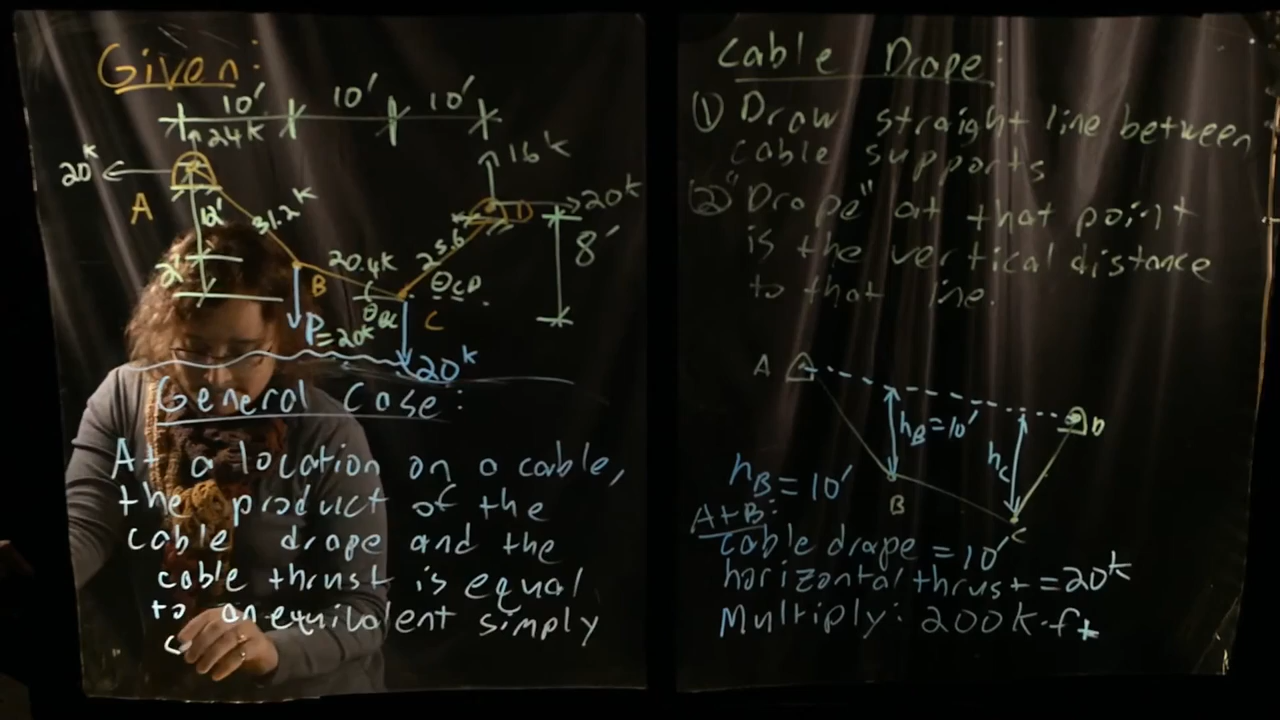 Given:
10' 10' 10'
24K
20K
16K
20K
A
12'
31.2K
D
8'
25.6
2'
20.4K
B
θCD
θBC
C
P=20K
20K
General Case:
At a location on a cable,
the product of the
cable drape and the
cable thrust is equal
to an equivalent simply
Cable Drape:
① Draw straight line between
cable supports
② "Drape" at that point
is the vertical distance
to that line.
A
hB=10'
D
hC
hB=10'
B
C
At B:
cable drape =10'
horizontal thrust =20K
Multiply: 200K·ft